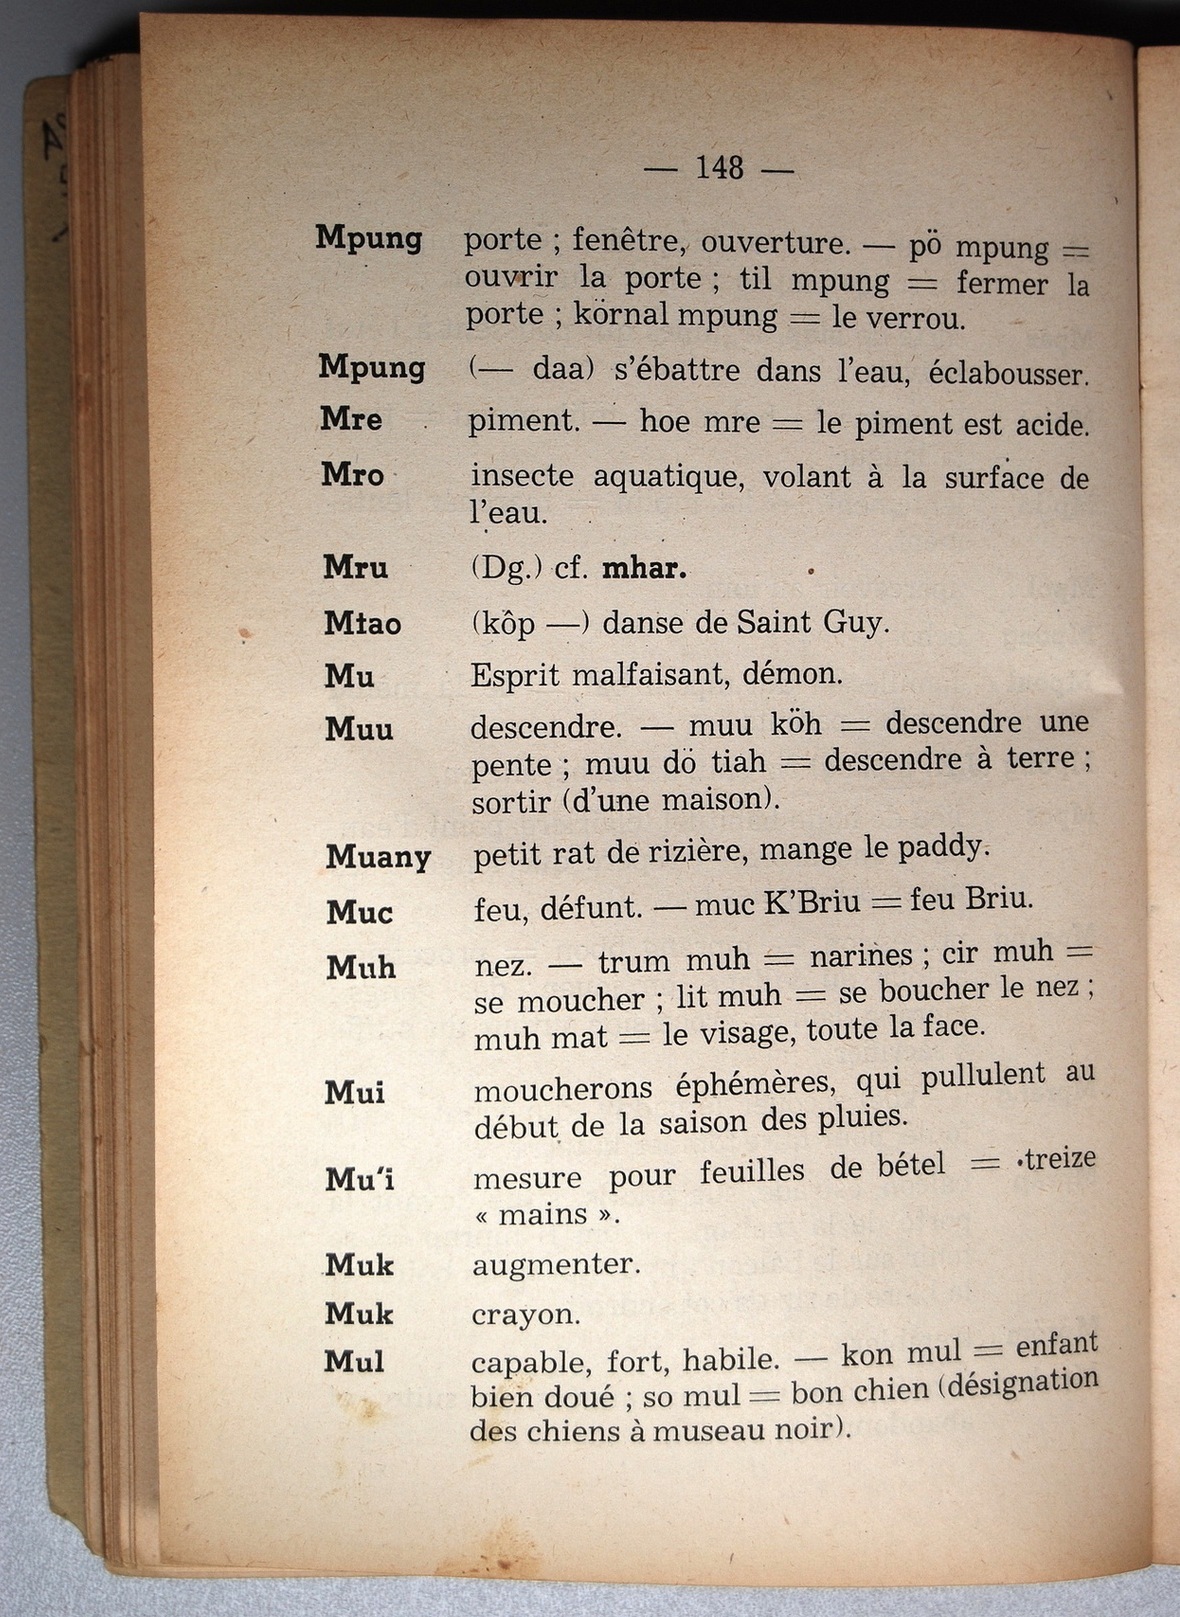 — 148 —
Mpung porte ; fenêtre, ouverture. — pö mpung =
ouvrir la porte ; til mpung = fermer la
porte ; körnal mpung = le verrou.
Mpung (— daa) s'ébattre dans l'eau, éclabousser.
Mre piment. — hoe mre = le piment est acide.
Mro insecte aquatique, volant à la surface de
l'eau.
Mru (Dg.) cf. mhar.
Mtao (kôp —) danse de Saint Guy.
Mu Esprit malfaisant, démon.
Muu descendre. — muu köh = descendre une
pente ; muu dö tiah = descendre à terre ;
sortir (d'une maison).
Muany petit rat de rizière, mange le paddy.
Muc feu, défunt. — muc K'Briu = feu Briu.
Muh nez. — trum muh = narines ; cir muh =
se moucher ; lit muh = se boucher le nez ;
muh mat = le visage, toute la face.
Mui moucherons éphémères, qui pullulent au
début de la saison des pluies.
Mu'i mesure pour feuilles de bétel = treize
« mains ».
Muk augmenter.
Muk crayon.
Mul capable, fort, habile. — kon mul = enfant
bien doué ; so mul = bon chien (désignation
des chiens à museau noir).